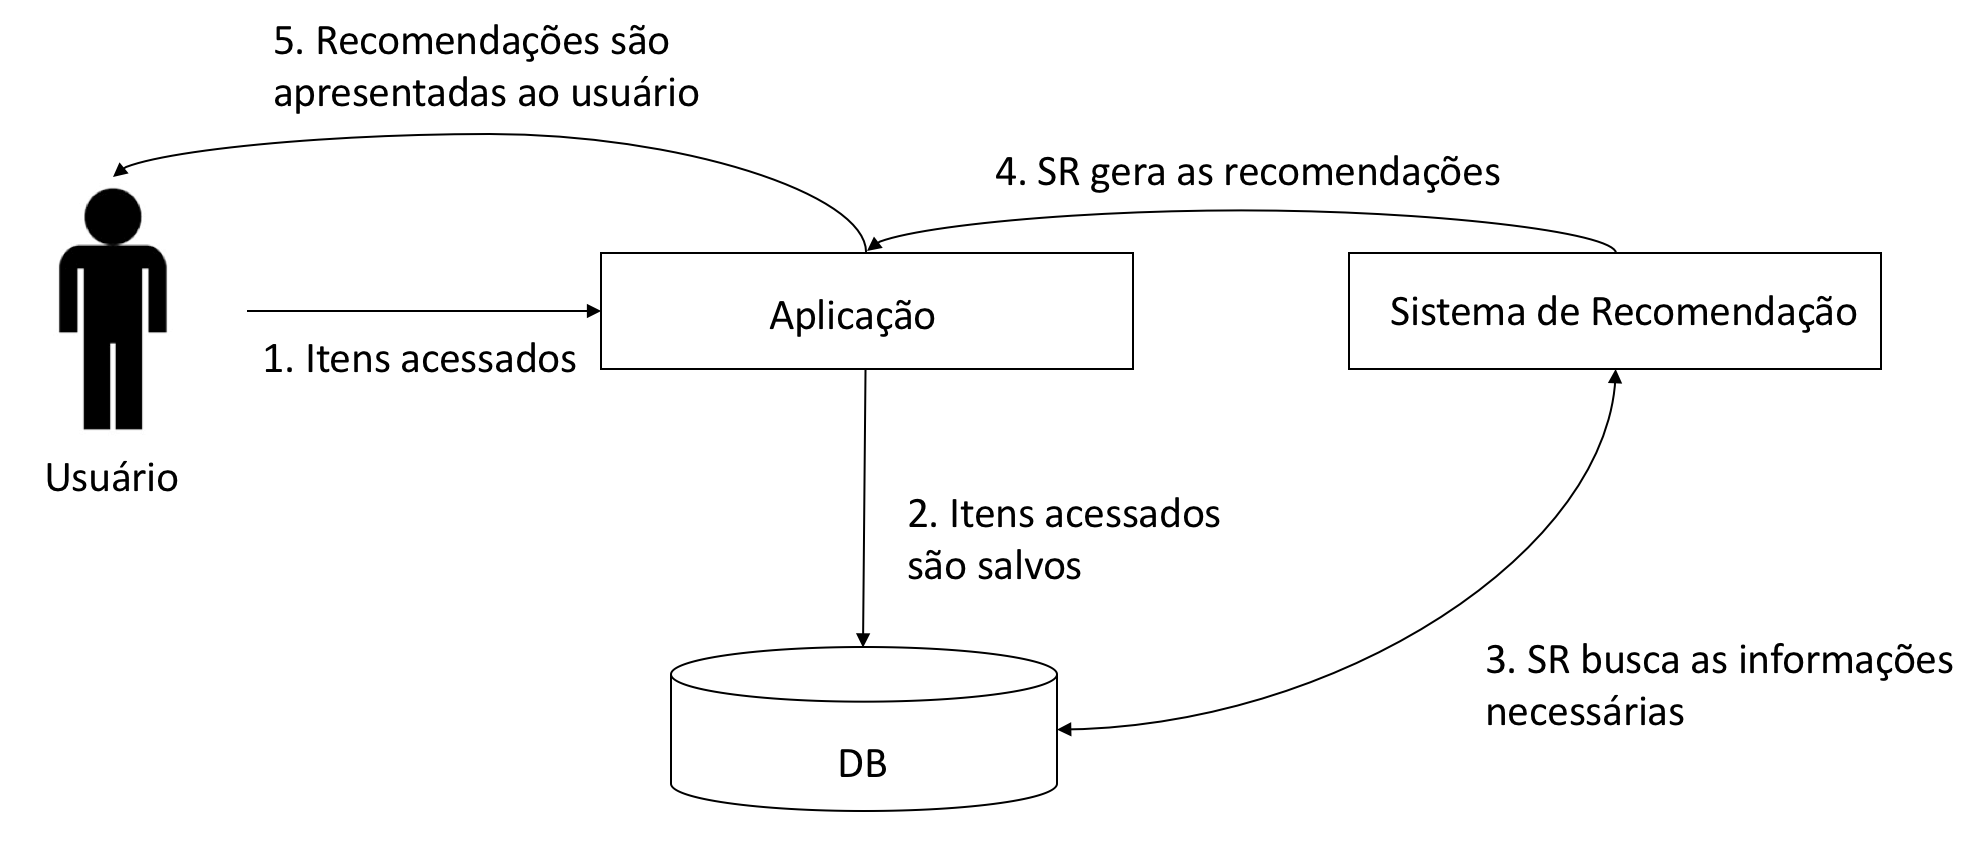 5. Recomendações são
apresentadas ao usuário
4. SR gera as recomendações
Aplicação
Sistema de Recomendação
1. Itens acessados
Usuário
2. Itens acessados
são salvos
3. SR busca as informações
necessárias
DB